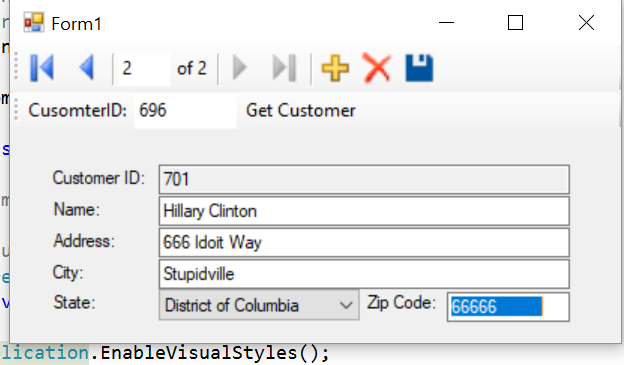 Form1
2 of 2
CusomterID: 696 Get Customer
Customer ID: 701
Name: Hillary Clinton
Address: 666 Idoit Way
City: Stupidville
State: District of Columbia Zip Code: 66666
lication.EnableVisualStyles();